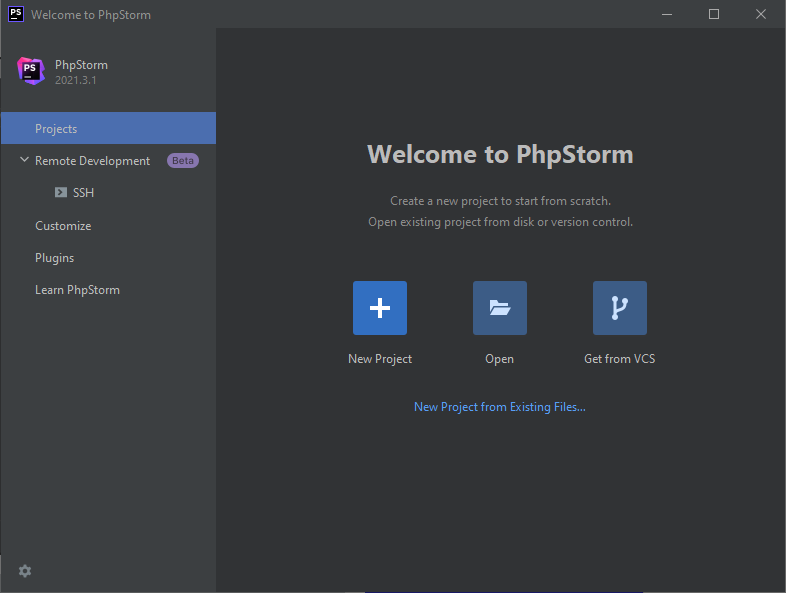 PS Welcome to PhpStorm
PS PhpStorm
2021.3.1
Projects
Remote Development Beta
SSH
Customize
Plugins
Learn PhpStorm
Welcome to PhpStorm
Create a new project to start from scratch.
Open existing project from disk or version control.
New Project Open Get from VCS
New Project from Existing Files...